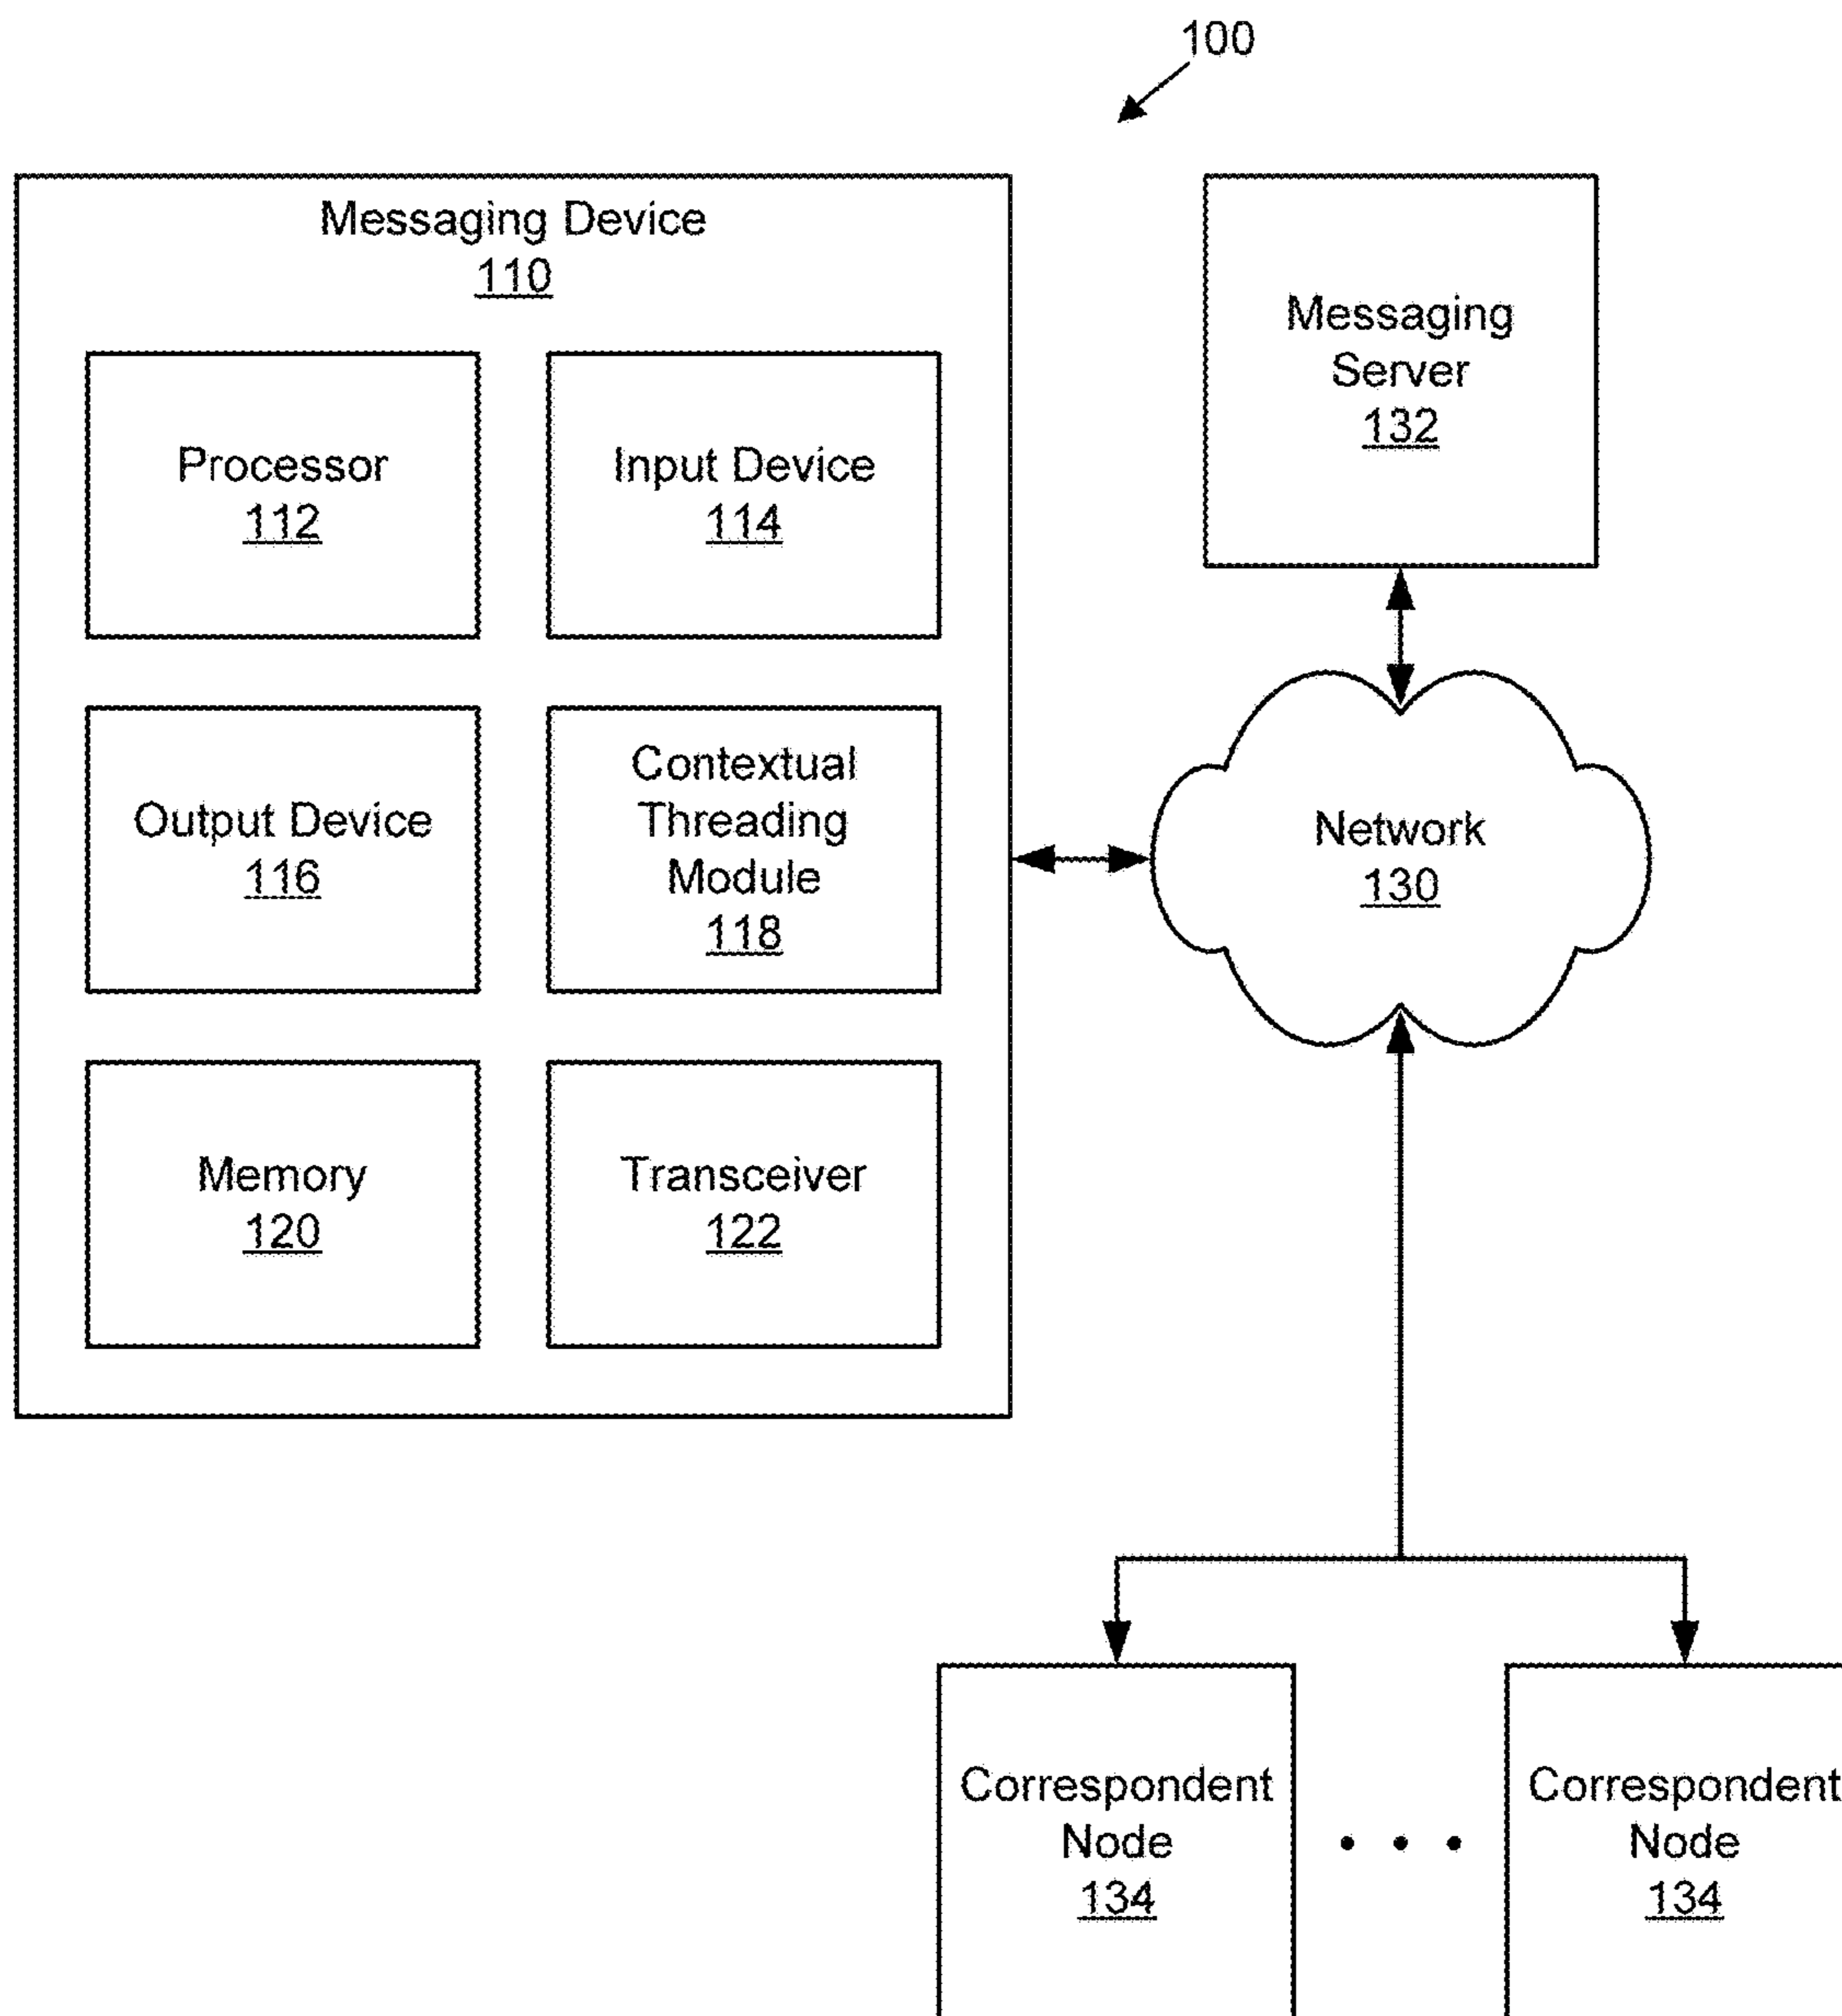 100
Messaging Device
110
Processor
112
Input Device
114
Output Device
116
Contextual
Threading
Module
118
Memory
120
Transceiver
122
Messaging
Server
132
Network
130
Correspondent
Node
134
• • •
Correspondent
Node
134